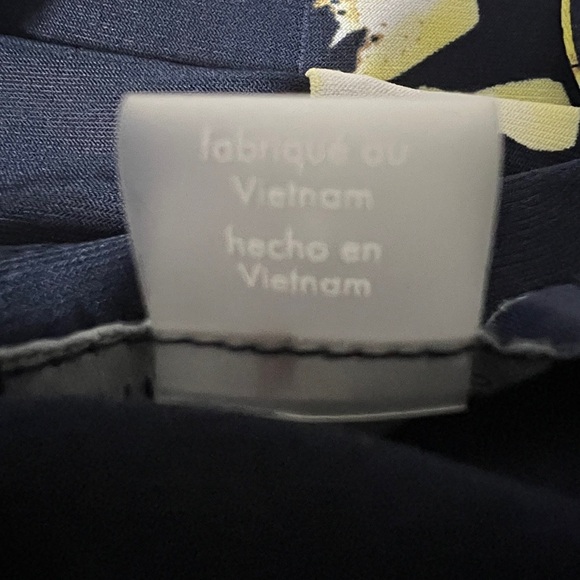 fabriqué au
Vietnam
hecho en
Vietnam